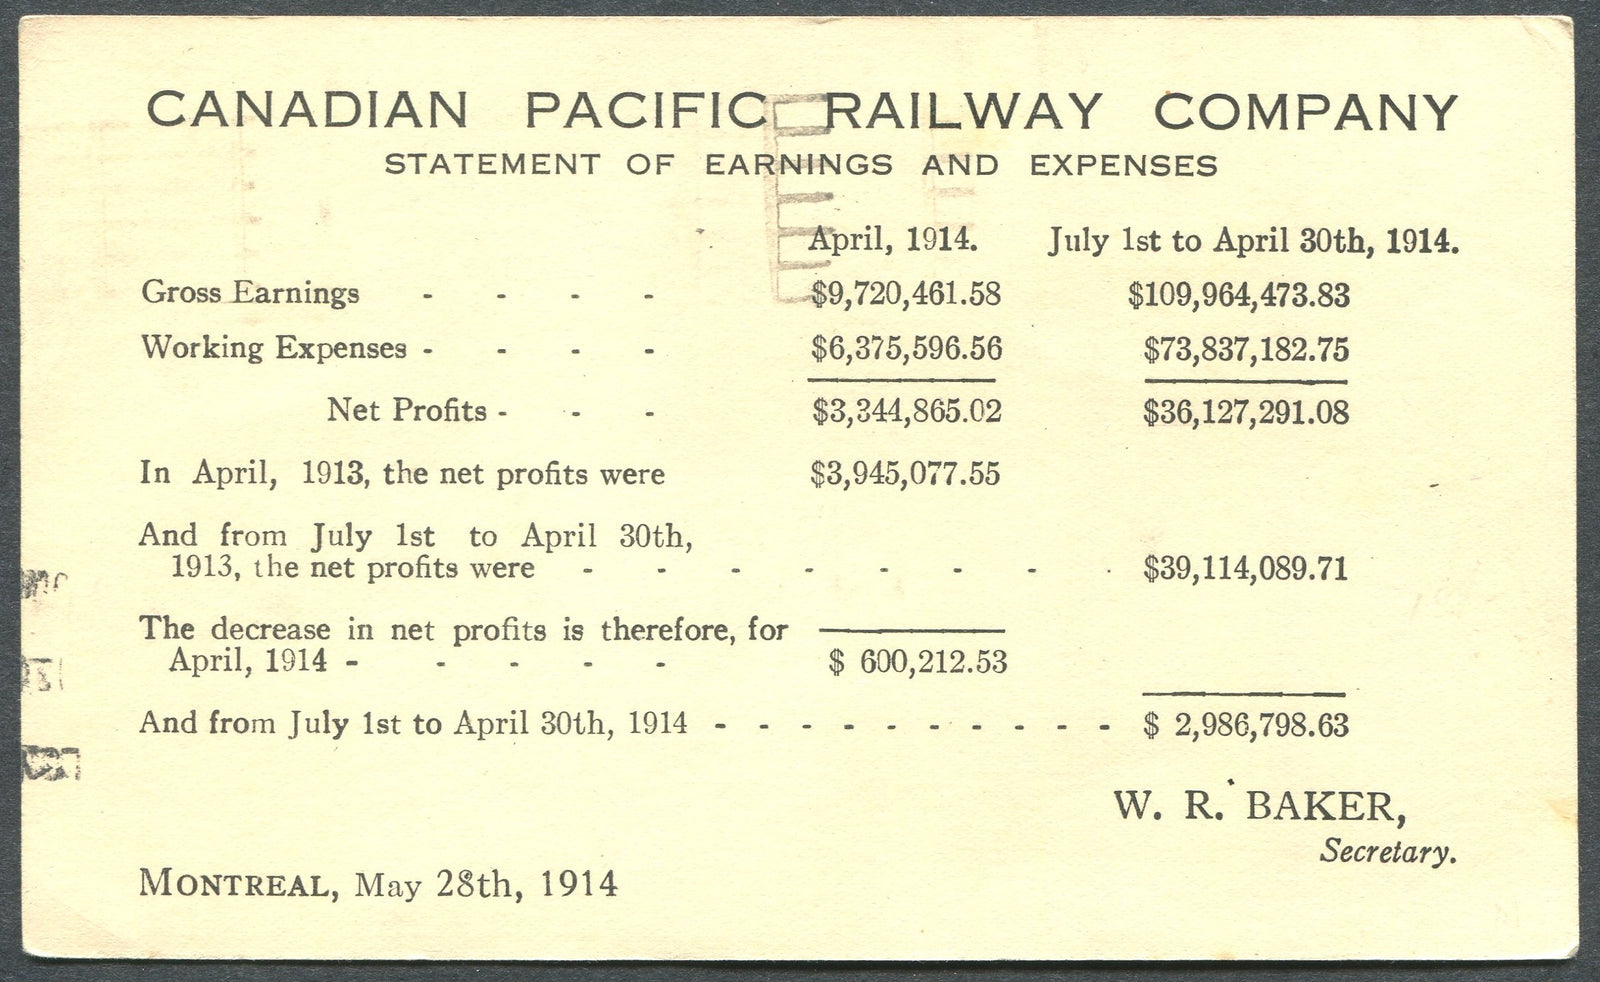 CANADIAN PACIFIC RAILWAY COMPANY
STATEMENT OF EARNINGS AND EXPENSES
April, 1914. July 1st to April 30th, 1914.
Gross Earnings - - - - $9,720,461.58 $109,964,473.83
Working Expenses - - - - $6,375,596.56 $73,837,182.75
Net Profits - - - $3,344,865.02 $36,127,291.08
In April, 1913, the net profits were $3,945,077.55
And from July 1st to April 30th,
1913, the net profits were - - - - - - - - $39,114,089.71
The decrease in net profits is therefore, for
April, 1914 - - - - - $ 600,212.53
And from July 1st to April 30th, 1914 - - - - - - - - - - - $ 2,986,798.63
W. R. BAKER,
Secretary.
MONTREAL, May 28th, 1914